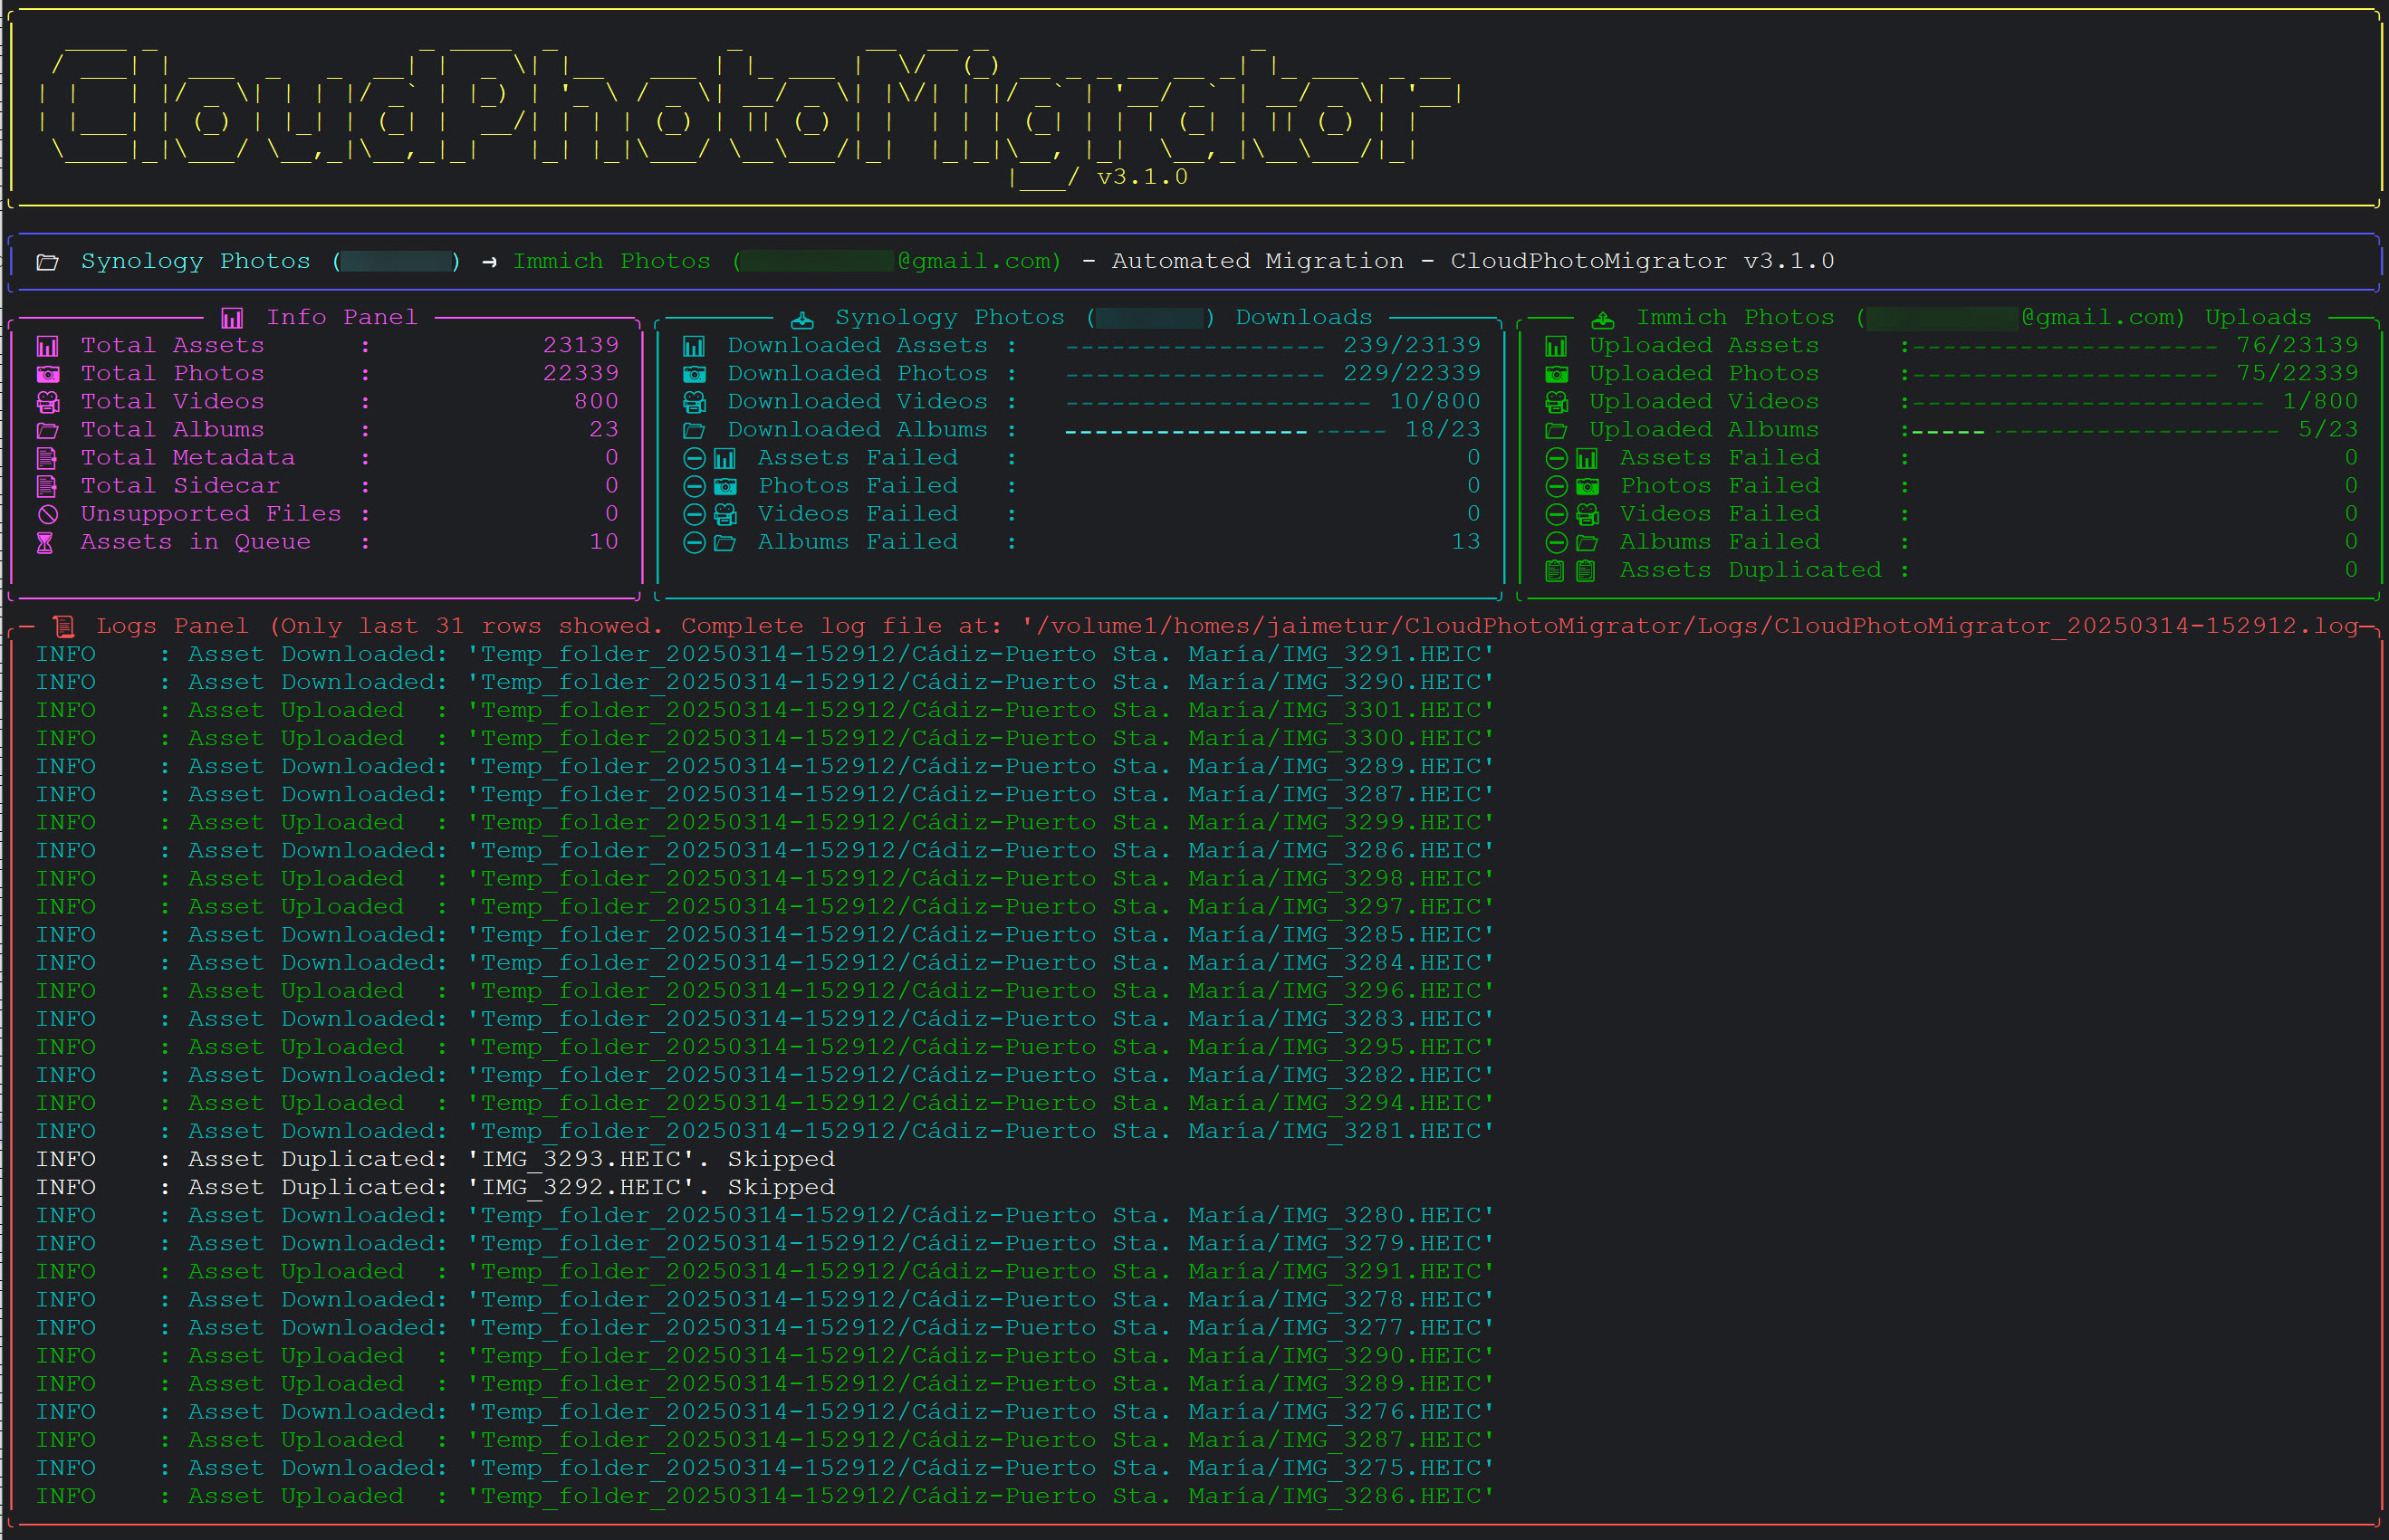 CloudPhotoMigrator
v3.1.0
Synology Photos ( ) → Immich Photos ( @gmail.com) - Automated Migration - CloudPhotoMigrator v3.1.0
Info Panel
Total Assets : 23139
Total Photos : 22339
Total Videos : 800
Total Albums : 23
Total Metadata : 0
Total Sidecar : 0
Unsupported Files : 0
Assets in Queue : 10
Synology Photos ( ) Downloads
Downloaded Assets : 239/23139
Downloaded Photos : 229/22339
Downloaded Videos : 10/800
Downloaded Albums : 18/23
Assets Failed : 0
Photos Failed : 0
Videos Failed : 0
Albums Failed : 13
Immich Photos ( @gmail.com) Uploads
Uploaded Assets : 76/23139
Uploaded Photos : 75/22339
Uploaded Videos : 1/800
Uploaded Albums : 5/23
Assets Failed : 0
Photos Failed : 0
Videos Failed : 0
Albums Failed : 0
Assets Duplicated : 0
Logs Panel (Only last 31 rows showed. Complete log file at: '/volume1/homes/jaimetur/CloudPhotoMigrator/Logs/CloudPhotoMigrator_20250314-152912.log
INFO : Asset Downloaded: 'Temp_folder_20250314-152912/Cádiz-Puerto Sta. María/IMG_3291.HEIC'
INFO : Asset Downloaded: 'Temp_folder_20250314-152912/Cádiz-Puerto Sta. María/IMG_3290.HEIC'
INFO : Asset Uploaded : 'Temp_folder_20250314-152912/Cádiz-Puerto Sta. María/IMG_3301.HEIC'
INFO : Asset Uploaded : 'Temp_folder_20250314-152912/Cádiz-Puerto Sta. María/IMG_3300.HEIC'
INFO : Asset Downloaded: 'Temp_folder_20250314-152912/Cádiz-Puerto Sta. María/IMG_3289.HEIC'
INFO : Asset Downloaded: 'Temp_folder_20250314-152912/Cádiz-Puerto Sta. María/IMG_3287.HEIC'
INFO : Asset Uploaded : 'Temp_folder_20250314-152912/Cádiz-Puerto Sta. María/IMG_3299.HEIC'
INFO : Asset Downloaded: 'Temp_folder_20250314-152912/Cádiz-Puerto Sta. María/IMG_3286.HEIC'
INFO : Asset Uploaded : 'Temp_folder_20250314-152912/Cádiz-Puerto Sta. María/IMG_3298.HEIC'
INFO : Asset Uploaded : 'Temp_folder_20250314-152912/Cádiz-Puerto Sta. María/IMG_3297.HEIC'
INFO : Asset Downloaded: 'Temp_folder_20250314-152912/Cádiz-Puerto Sta. María/IMG_3285.HEIC'
INFO : Asset Downloaded: 'Temp_folder_20250314-152912/Cádiz-Puerto Sta. María/IMG_3284.HEIC'
INFO : Asset Uploaded : 'Temp_folder_20250314-152912/Cádiz-Puerto Sta. María/IMG_3296.HEIC'
INFO : Asset Downloaded: 'Temp_folder_20250314-152912/Cádiz-Puerto Sta. María/IMG_3283.HEIC'
INFO : Asset Uploaded : 'Temp_folder_20250314-152912/Cádiz-Puerto Sta. María/IMG_3295.HEIC'
INFO : Asset Downloaded: 'Temp_folder_20250314-152912/Cádiz-Puerto Sta. María/IMG_3282.HEIC'
INFO : Asset Uploaded : 'Temp_folder_20250314-152912/Cádiz-Puerto Sta. María/IMG_3294.HEIC'
INFO : Asset Downloaded: 'Temp_folder_20250314-152912/Cádiz-Puerto Sta. María/IMG_3281.HEIC'
INFO : Asset Duplicated: 'IMG_3293.HEIC'. Skipped
INFO : Asset Duplicated: 'IMG_3292.HEIC'. Skipped
INFO : Asset Downloaded: 'Temp_folder_20250314-152912/Cádiz-Puerto Sta. María/IMG_3280.HEIC'
INFO : Asset Downloaded: 'Temp_folder_20250314-152912/Cádiz-Puerto Sta. María/IMG_3279.HEIC'
INFO : Asset Uploaded : 'Temp_folder_20250314-152912/Cádiz-Puerto Sta. María/IMG_3291.HEIC'
INFO : Asset Downloaded: 'Temp_folder_20250314-152912/Cádiz-Puerto Sta. María/IMG_3278.HEIC'
INFO : Asset Downloaded: 'Temp_folder_20250314-152912/Cádiz-Puerto Sta. María/IMG_3277.HEIC'
INFO : Asset Uploaded : 'Temp_folder_20250314-152912/Cádiz-Puerto Sta. María/IMG_3290.HEIC'
INFO : Asset Uploaded : 'Temp_folder_20250314-152912/Cádiz-Puerto Sta. María/IMG_3289.HEIC'
INFO : Asset Downloaded: 'Temp_folder_20250314-152912/Cádiz-Puerto Sta. María/IMG_3276.HEIC'
INFO : Asset Uploaded : 'Temp_folder_20250314-152912/Cádiz-Puerto Sta. María/IMG_3287.HEIC'
INFO : Asset Downloaded: 'Temp_folder_20250314-152912/Cádiz-Puerto Sta. María/IMG_3275.HEIC'
INFO : Asset Uploaded : 'Temp_folder_20250314-152912/Cádiz-Puerto Sta. María/IMG_3286.HEIC'